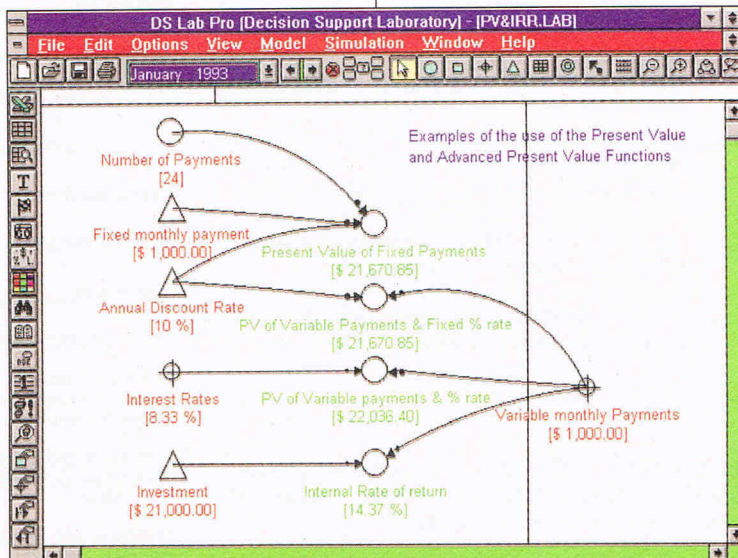 DS Lab Pro [Decision Support Laboratory] - [PV&IRR.LAB]
File Edit Options View Model Simulation Window Help
January 1993
Examples of the use of the Present Value
and Advanced Present Value Functions
Number of Payments
[24]
Fixed monthly payment
[$ 1,000.00]
Present Value of Fixed Payments
[$ 21,670.85]
Annual Discount Rate
[10 %]
PV of Variable Payments & Fixed % rate
[$ 21,670.85]
Interest Rates
[8.33 %]
PV of Variable payments & % rate
[$ 22,036.40]
Variable monthly Payments
[$ 1,000.00]
Investment
[$ 21,000.00]
Internal Rate of return
[14.37 %]
T